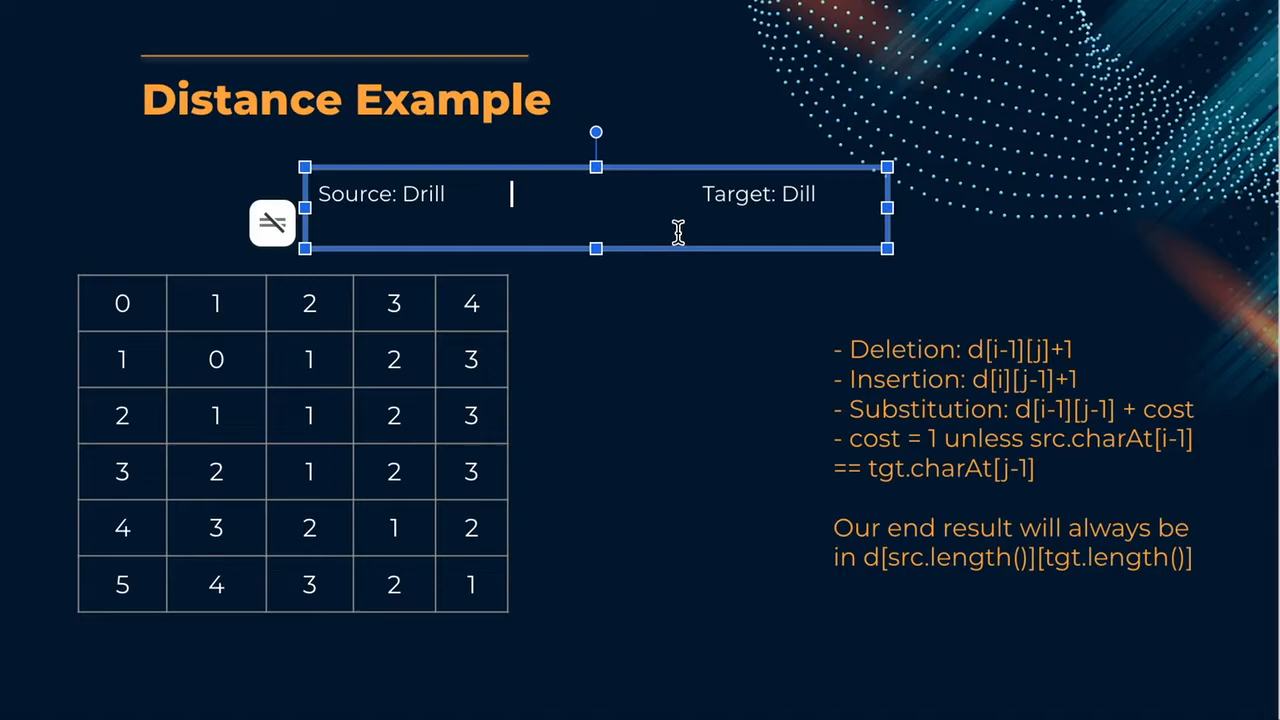 Distance Example
Source: Drill Target: Dill
0 1 2 3 4
1 0 1 2 3
2 1 1 2 3
3 2 1 2 3
4 3 2 1 2
5 4 3 2 1
- Deletion: d[i-1][j]+1
- Insertion: d[i][j-1]+1
- Substitution: d[i-1][j-1] + cost
- cost = 1 unless src.charAt[i-1]
== tgt.charAt[j-1]
Our end result will always be
in d[src.length()][tgt.length()]